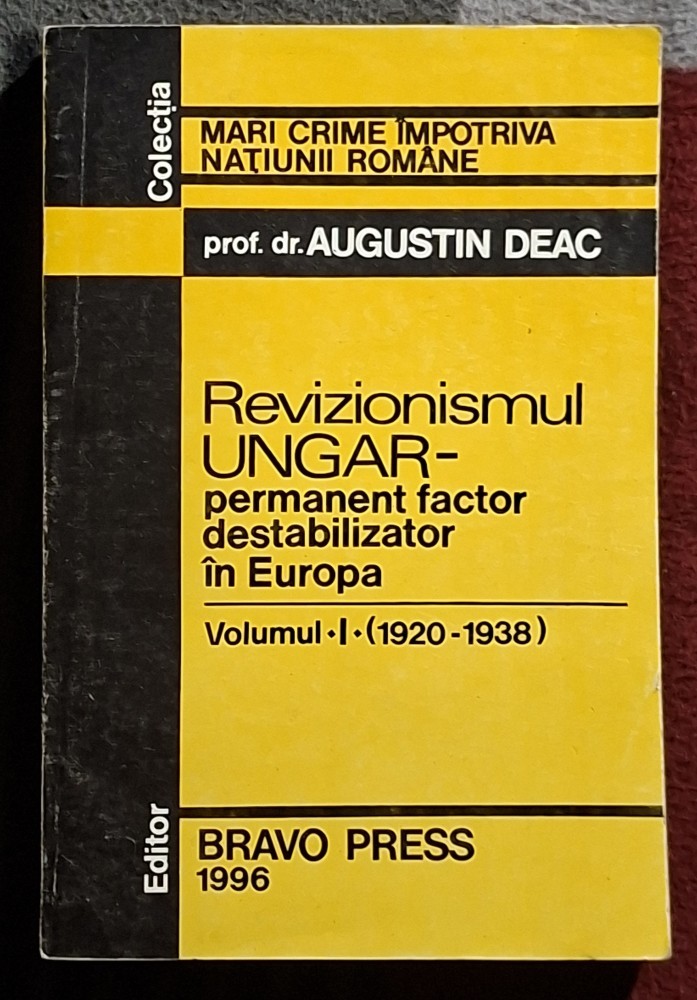 Colecția
MARI CRIME ÎMPOTRIVA
NAȚIUNII ROMÂNE
prof. dr. AUGUSTIN DEAC
Revizionismul
UNGAR-
permanent factor
destabilizator
în Europa
Volumul • I • (1920-1938)
Editor
BRAVO PRESS
1996